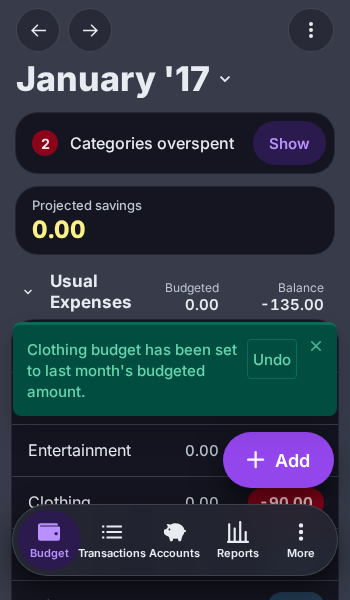 January '17
2 Categories overspent Show
Projected savings
0.00
Usual
Expenses
Budgeted
0.00
Balance
-135.00
Clothing budget has been set
to last month's budgeted
amount.
Undo
Entertainment 0.00
Add
Clothing 0.00 -90.00
Budget Transactions Accounts Reports More